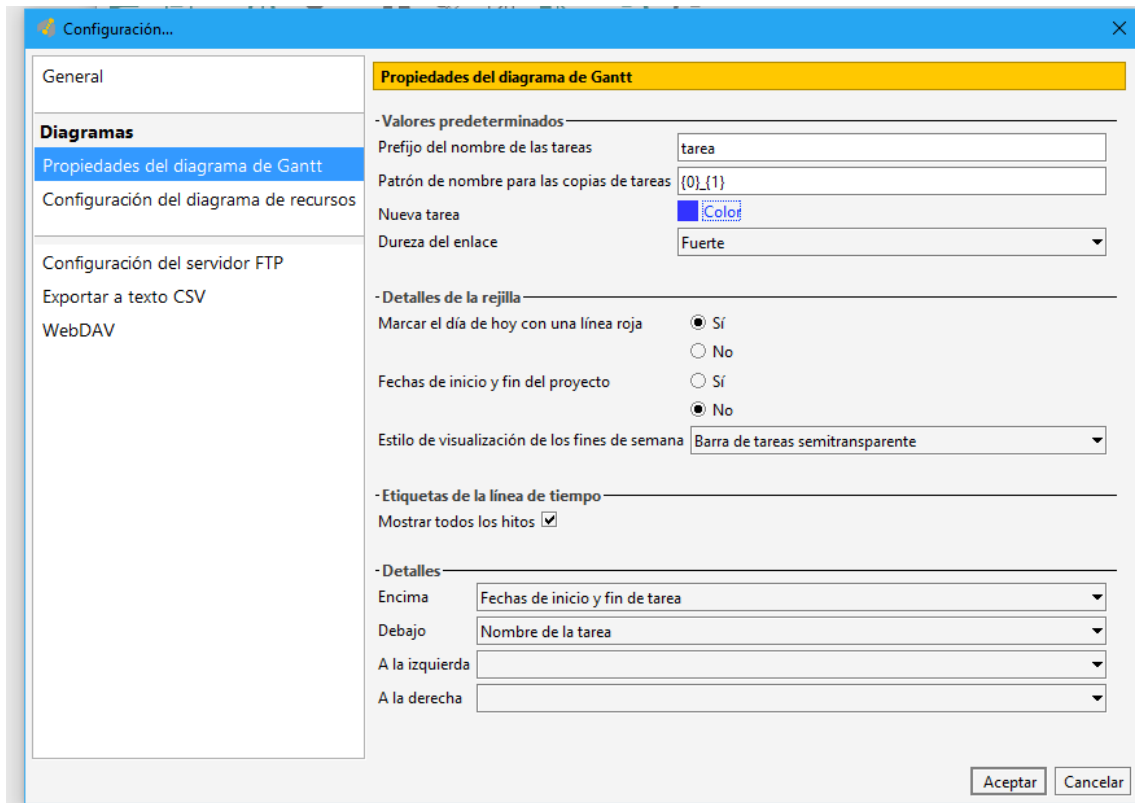 Configuración...
General
Diagramas
Propiedades del diagrama de Gantt
Configuración del diagrama de recursos
Configuración del servidor FTP
Exportar a texto CSV
WebDAV
Propiedades del diagrama de Gantt
Valores predeterminados
Prefijo del nombre de las tareas tarea
Patrón de nombre para las copias de tareas {0}_{1}
Nueva tarea Color
Dureza del enlace Fuerte
Detalles de la rejilla
Marcar el día de hoy con una línea roja Sí
No
Fechas de inicio y fin del proyecto Sí
No
Estilo de visualización de los fines de semana Barra de tareas semitransparente
Etiquetas de la línea de tiempo
Mostrar todos los hitos
Detalles
Encima Fechas de inicio y fin de tarea
Debajo Nombre de la tarea
A la izquierda
A la derecha
Aceptar Cancelar